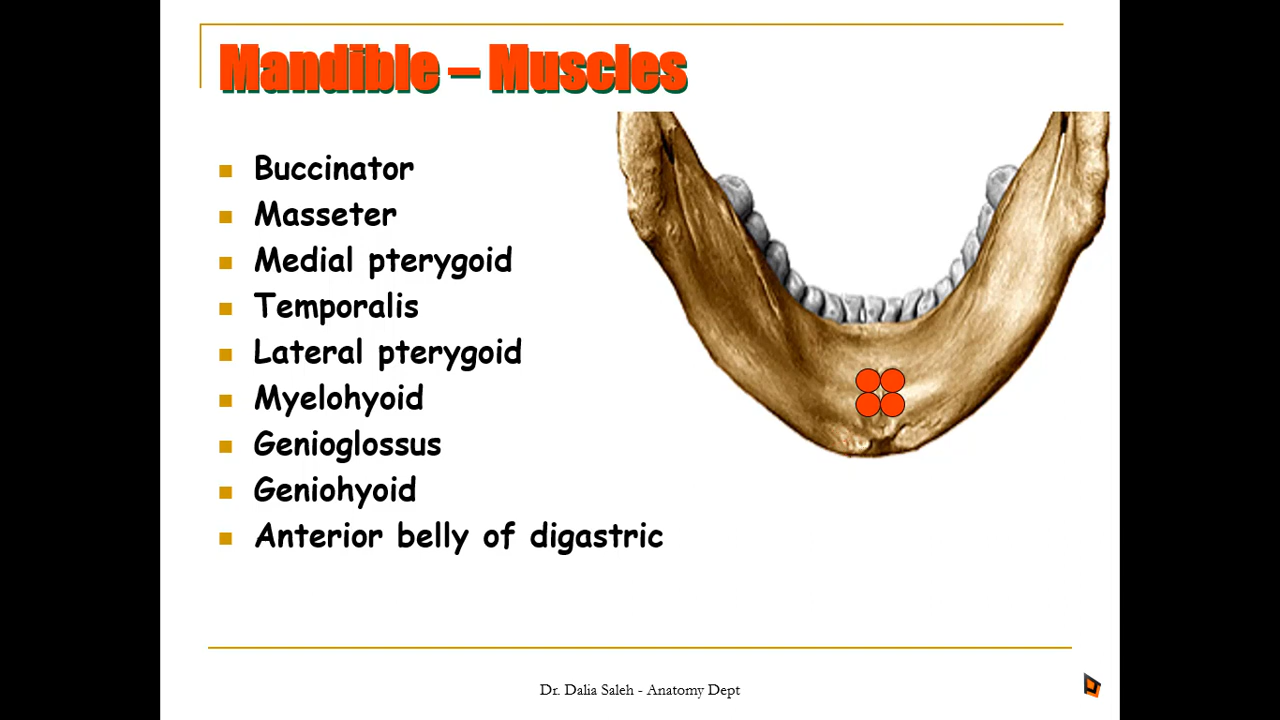 Mandible – Muscles
Buccinator
Masseter
Medial pterygoid
Temporalis
Lateral pterygoid
Myelohyoid
Genioglossus
Geniohyoid
Anterior belly of digastric
Dr. Dalia Saleh - Anatomy Dept